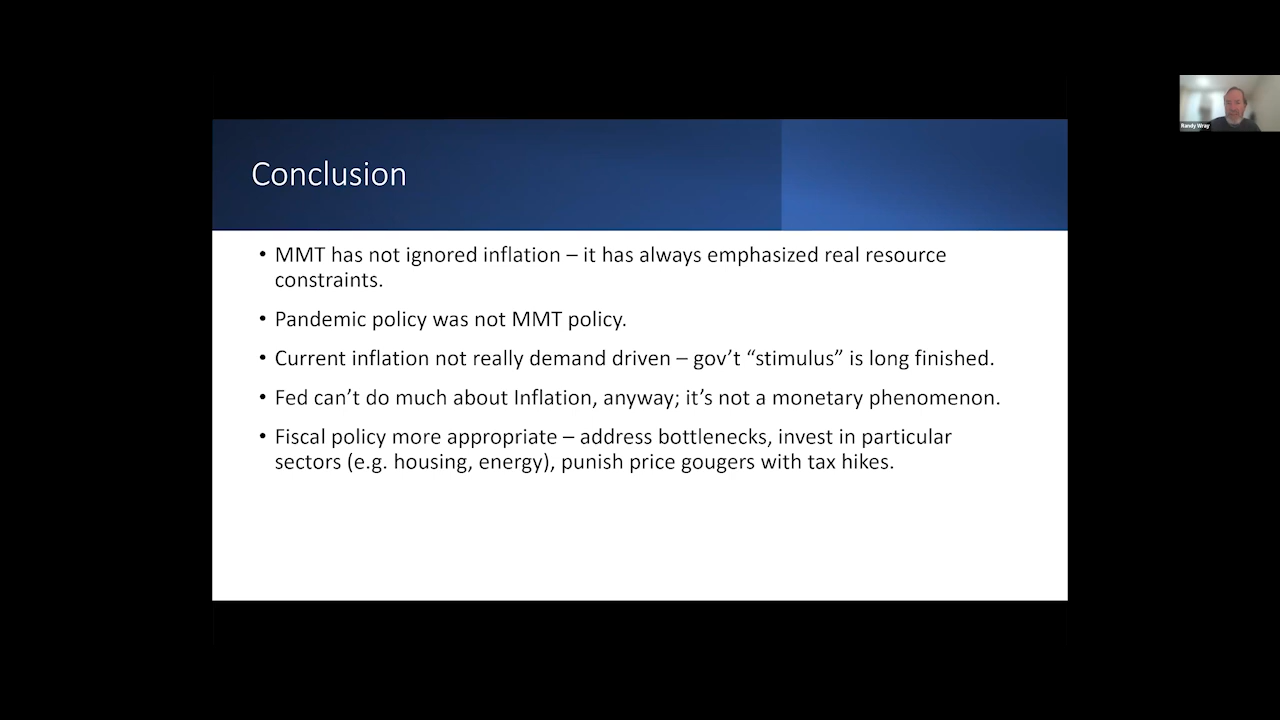 Conclusion
• MMT has not ignored inflation – it has always emphasized real resource
constraints.
• Pandemic policy was not MMT policy.
• Current inflation not really demand driven – gov’t “stimulus” is long finished.
• Fed can’t do much about Inflation, anyway; it’s not a monetary phenomenon.
• Fiscal policy more appropriate – address bottlenecks, invest in particular
sectors (e.g. housing, energy), punish price gougers with tax hikes.
Randy Wray